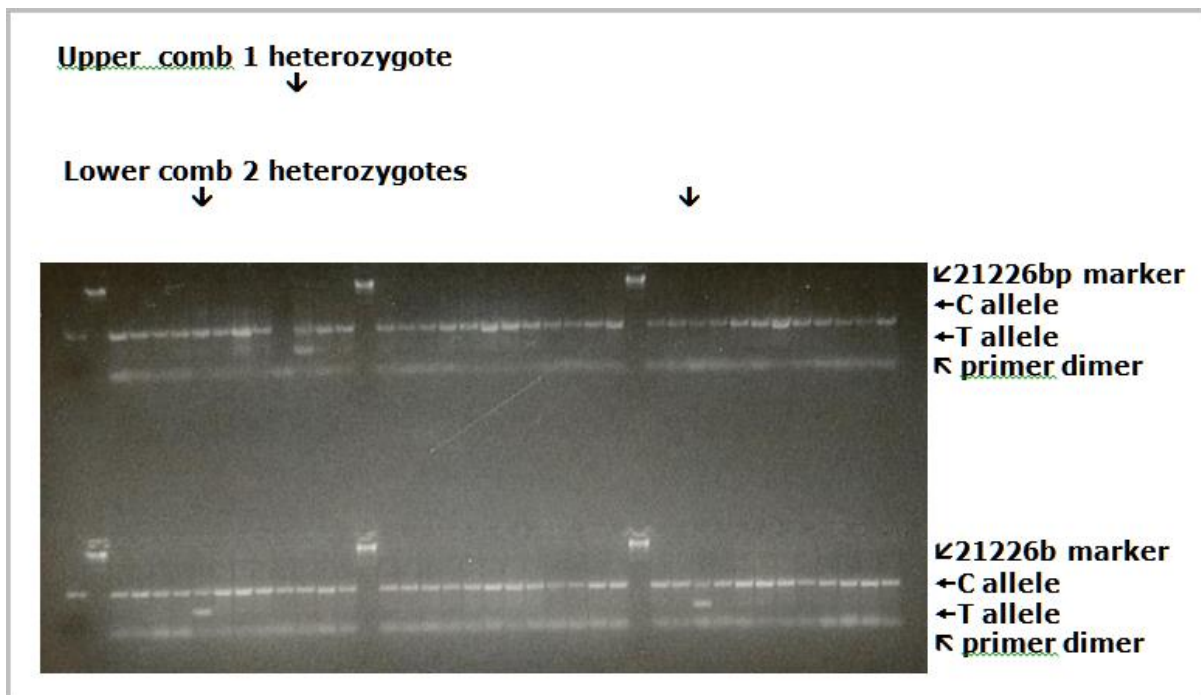 Upper comb 1 heterozygote
↓
Lower comb 2 heterozygotes
↓ ↓
↙21226bp marker
←C allele
←T allele
↖ primer dimer
↙21226b marker
←C allele
←T allele
↖ primer dimer